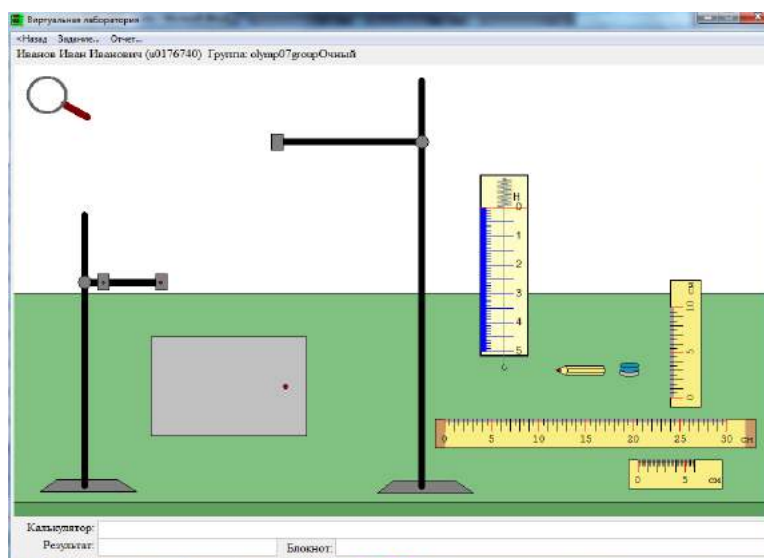 Виртуальная лаборатория
<Назад Задание... Отчет...
Иванов Иван Иванович (u0176740) Группа: olymp07groupОчный
Н
0
1
2
3
4
5
10
см
5
0
0 5 10 15 20 25 30 см
0 5 см
Калькулятор:
Результат:
Блокнот: